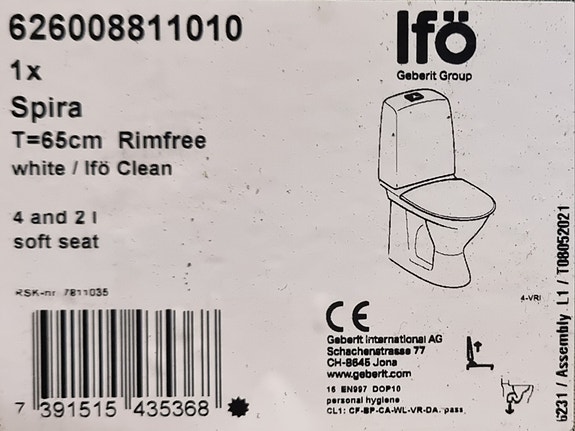 626008811010
1x
Spira
T=65cm Rimfree
white / Ifö Clean
4 and 2 l
soft seat
RSK-nr 7811035
7 391515 435368
Ifö
Geberit Group
4-VRI
CE
Geberit International AG
Schachenstrasse 77
CH-8645 Jona
www.geberit.com
16 EN997 DOP10
personal hygiene
CL1: CF-BP-CA-WL-VR-DA. pass
6231 / Assembly L1 / T08052021